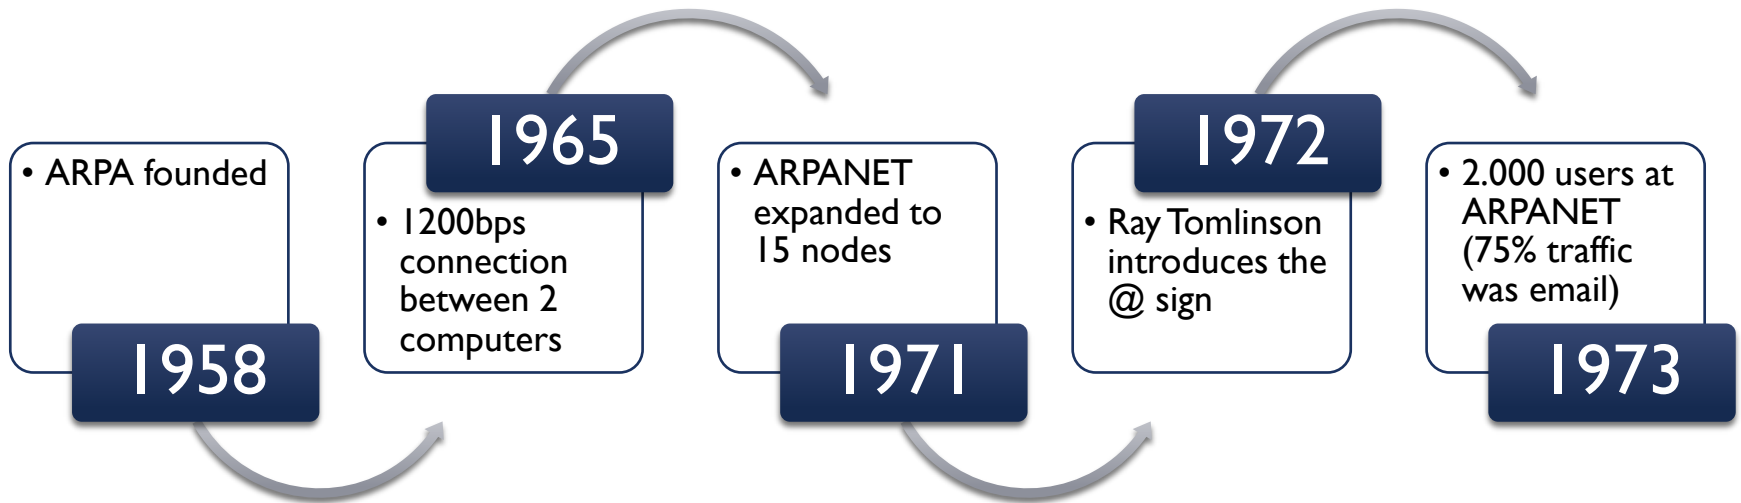 • ARPA founded
1958
1965
• 1200bps
connection
between 2
computers
• ARPANET
expanded to
15 nodes
1971
1972
• Ray Tomlinson
introduces the
@ sign
• 2.000 users at
ARPANET
(75% traffic
was email)
1973